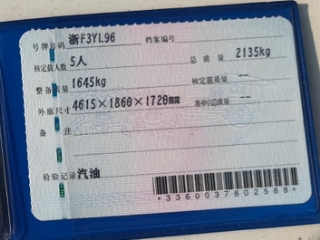 号牌号码 浙F3YL96 档案编号
核定载人数 5人 总质量 2135kg
整备质量 1645kg 核定载质量 --
外廓尺寸 4615×1860×1720mm 准牵引总质量 --
备注
检验记录 汽油
*3360037802588*